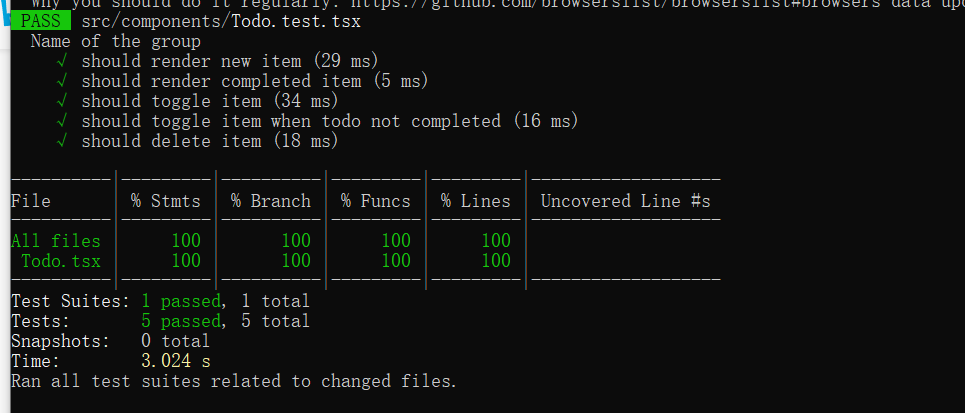 Why you should do it regularly: https://github.com/browserslist/browserslist#browsers-data-upd
PASS src/components/Todo.test.tsx
Name of the group
√ should render new item (29 ms)
√ should render completed item (5 ms)
√ should toggle item (34 ms)
√ should toggle item when todo not completed (16 ms)
√ should delete item (18 ms)
----------|---------|----------|---------|---------|-------------------
File | % Stmts | % Branch | % Funcs | % Lines | Uncovered Line #s
----------|---------|----------|---------|---------|-------------------
All files | 100 | 100 | 100 | 100 |
Todo.tsx | 100 | 100 | 100 | 100 |
----------|---------|----------|---------|---------|-------------------
Test Suites: 1 passed, 1 total
Tests: 5 passed, 5 total
Snapshots: 0 total
Time: 3.024 s
Ran all test suites related to changed files.